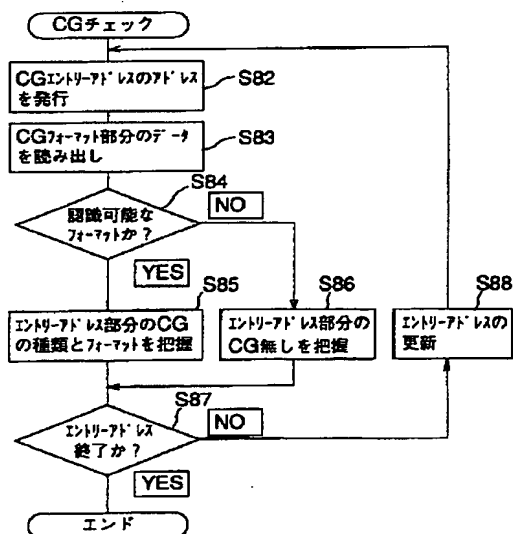 CGチェック
CGｴﾝﾄﾘｰｱﾄﾞﾚｽのアドレス
を発行
S82
CGﾌｫｰﾏｯﾄ部分のデータ
を読み出し
S83
S84
認識可能な
ﾌｫｰﾏｯﾄか？
NO
YES
S85
ｴﾝﾄﾘｰｱﾄﾞﾚｽ部分のCG
の種類とﾌｫｰﾏｯﾄを把握
S86
ｴﾝﾄﾘｰｱﾄﾞﾚｽ部分の
CG無しを把握
S88
ｴﾝﾄﾘｰｱﾄﾞﾚｽの
更新
S87
ｴﾝﾄﾘｰｱﾄﾞﾚｽ
終了か？
NO
YES
エンド